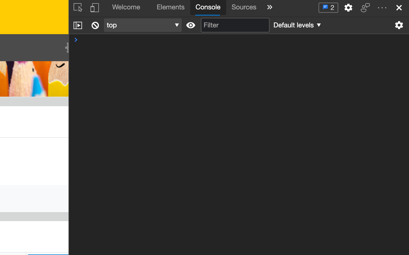 Welcome Elements Console Sources 2
top Filter Default levels